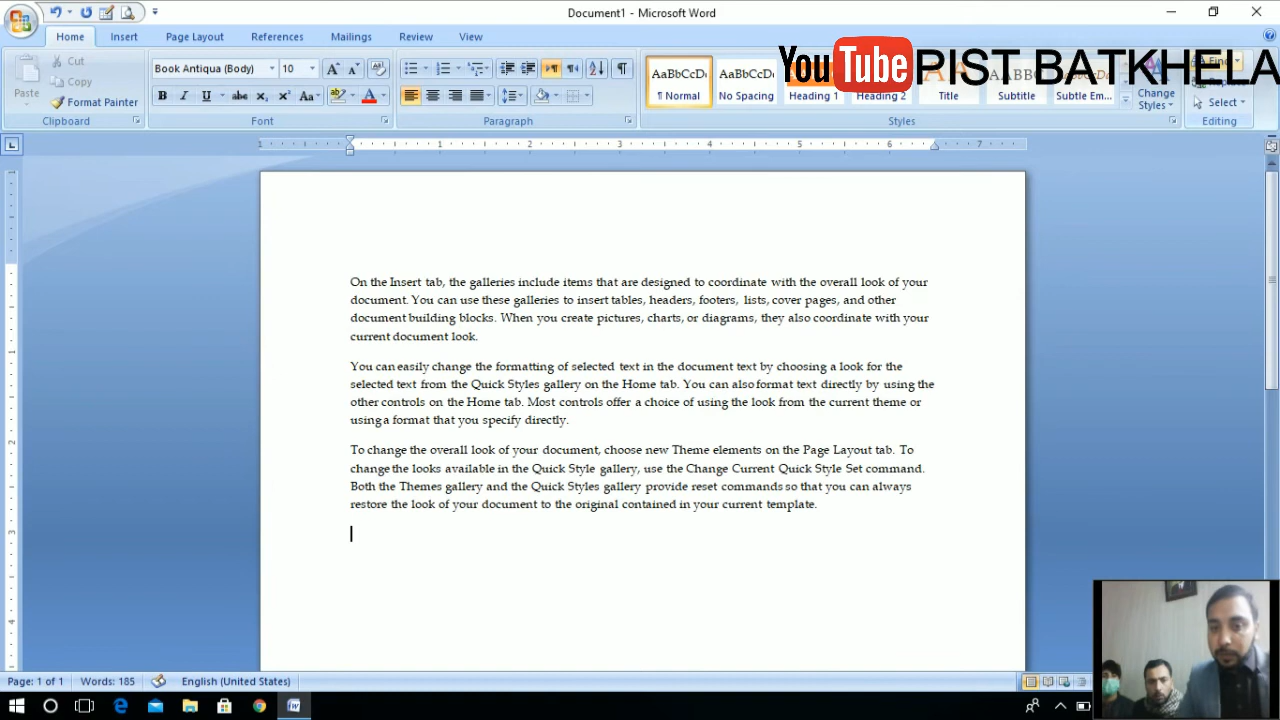 Document1 - Microsoft Word
Home Insert Page Layout References Mailings Review View
YouTube PIST BATKHELA
Paste
Cut
Copy
Format Painter
Book Antiqua (Body) 10
AaBbCcDc AaBbCcDc
¶ Normal No Spacing Heading 1 Heading 2 Title Subtitle Subtle Em...
Change Styles
Find
Select
Clipboard Font Paragraph Styles Editing
On the Insert tab, the galleries include items that are designed to coordinate with the overall look of your
document. You can use these galleries to insert tables, headers, footers, lists, cover pages, and other
document building blocks. When you create pictures, charts, or diagrams, they also coordinate with your
current document look.
You can easily change the formatting of selected text in the document text by choosing a look for the
selected text from the Quick Styles gallery on the Home tab. You can also format text directly by using the
other controls on the Home tab. Most controls offer a choice of using the look from the current theme or
using a format that you specify directly.
To change the overall look of your document, choose new Theme elements on the Page Layout tab. To
change the looks available in the Quick Style gallery, use the Change Current Quick Style Set command.
Both the Themes gallery and the Quick Styles gallery provide reset commands so that you can always
restore the look of your document to the original contained in your current template.
Page: 1 of 1 Words: 185 English (United States)